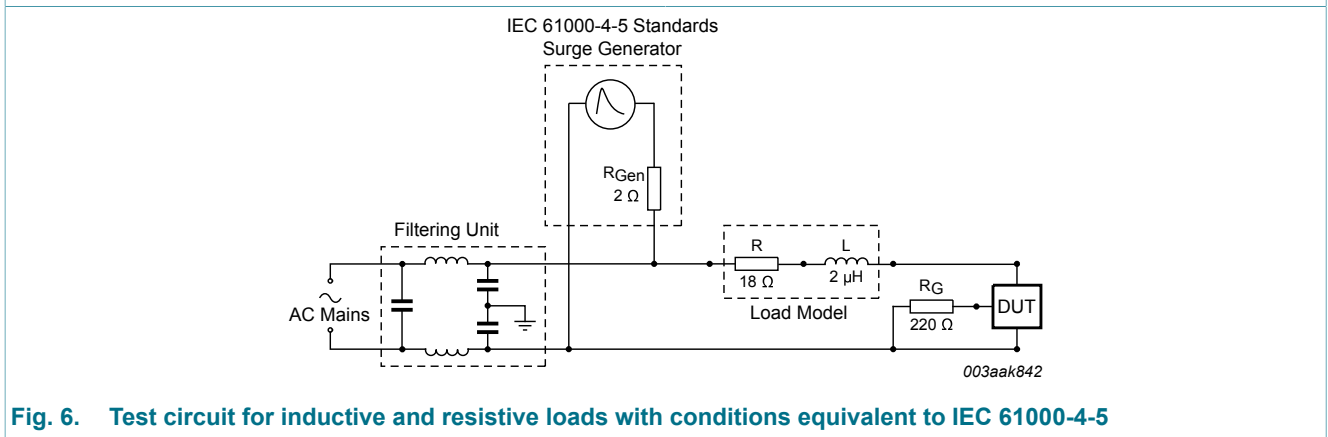 IEC 61000-4-5 Standards
Surge Generator
RGen
2 Ω
Filtering Unit
R
L
18 Ω
2 μH
RG
AC Mains
Load Model
220 Ω
DUT
003aak842
Fig. 6. Test circuit for inductive and resistive loads with conditions equivalent to IEC 61000-4-5